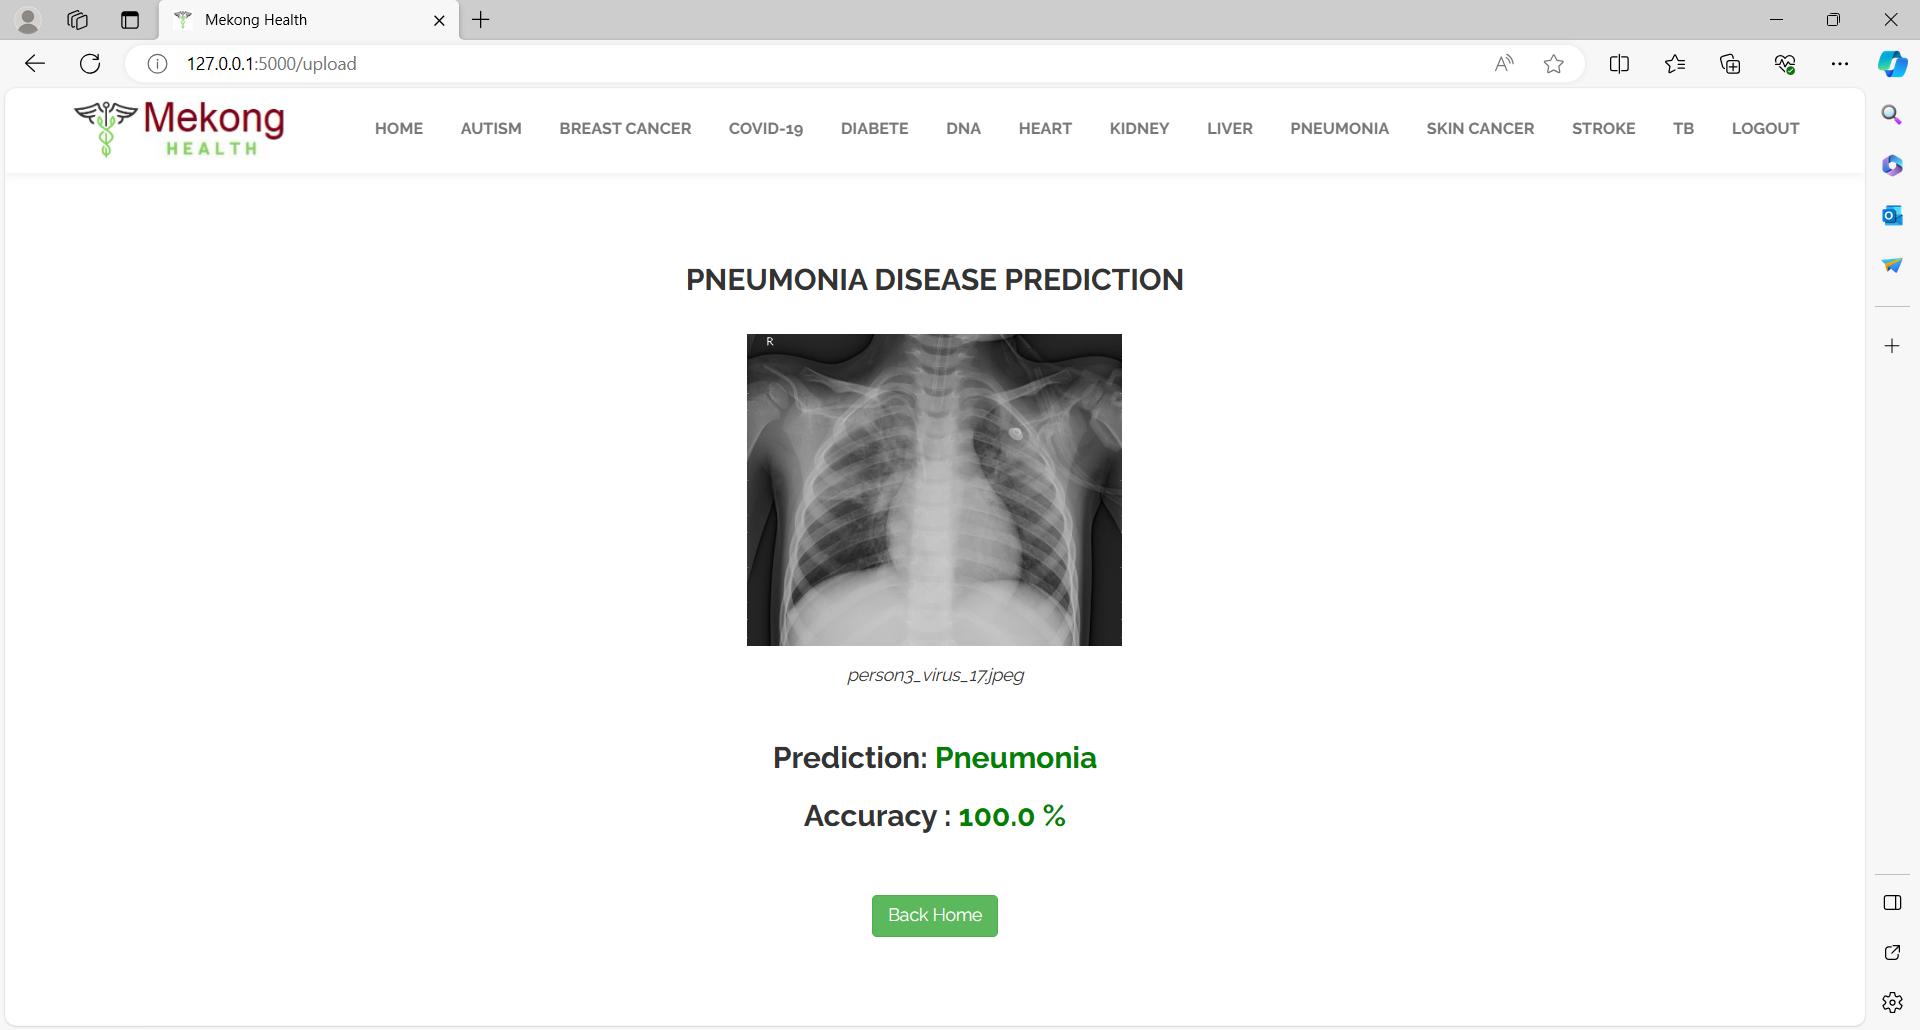 Mekong Health
127.0.0.1:5000/upload
Mekong
HEALTH
HOME AUTISM BREAST CANCER COVID-19 DIABETE DNA HEART KIDNEY LIVER PNEUMONIA SKIN CANCER STROKE TB LOGOUT
PNEUMONIA DISEASE PREDICTION
R
person3_virus_17.jpeg
Prediction: Pneumonia
Accuracy : 100.0 %
Back Home